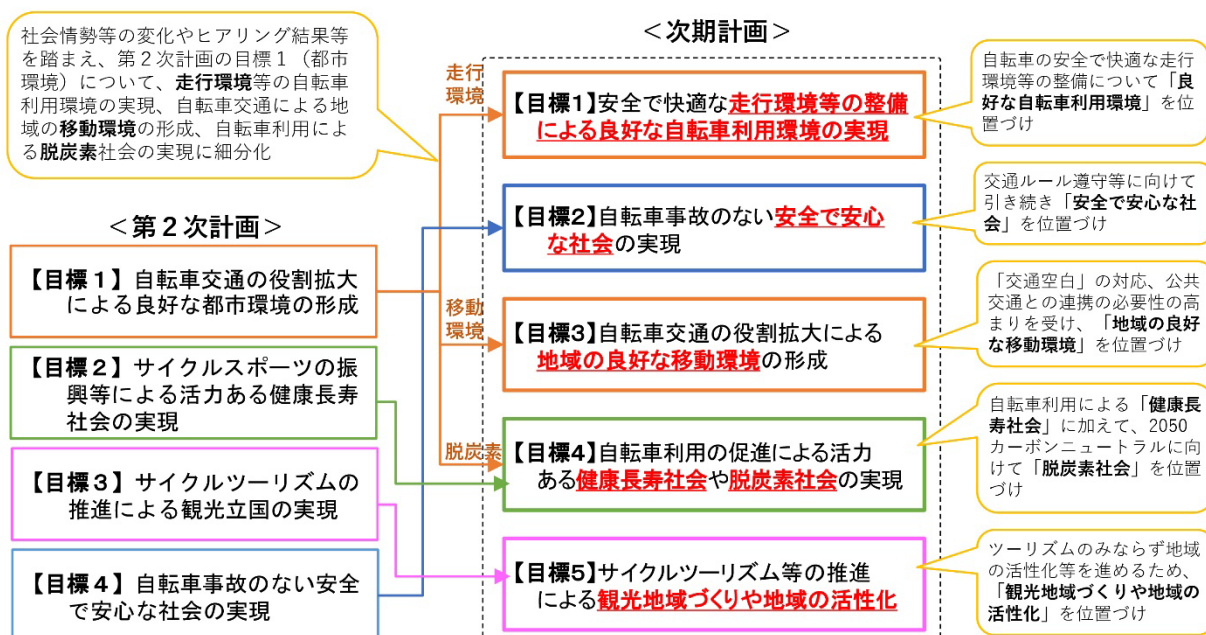 社会情勢等の変化やヒアリング結果等
を踏まえ、第２次計画の目標１（都市
環境）について、走行環境等の自転車
利用環境の実現、自転車交通による地
域の移動環境の形成、自転車利用によ
る脱炭素社会の実現に細分化
＜第２次計画＞
【目標１】自転車交通の役割拡大
による良好な都市環境の形成
【目標２】サイクルスポーツの振
興等による活力ある健康長寿
社会の実現
【目標３】サイクルツーリズムの
推進による観光立国の実現
【目標４】自転車事故のない安全
で安心な社会の実現
＜次期計画＞
走行
環境
【目標1】安全で快適な走行環境等の整備
による良好な自転車利用環境の実現
【目標2】自転車事故のない安全で安心
な社会の実現
移動
環境
【目標3】自転車交通の役割拡大による
地域の良好な移動環境の形成
脱炭素
【目標4】自転車利用の促進による活力
ある健康長寿社会や脱炭素社会の実現
【目標5】サイクルツーリズム等の推進
による観光地域づくりや地域の活性化
自転車の安全で快適な走行
環境等の整備について「良
好な自転車利用環境」を位
置づけ
交通ルール遵守等に向けて
引き続き「安全で安心な社
会」を位置づけ
「交通空白」の対応、公共
交通との連携の必要性の高
まりを受け、「地域の良好
な移動環境」を位置づけ
自転車利用による「健康長
寿社会」に加えて、2050
カーボンニュートラルに向
けて「脱炭素社会」を位置
づけ
ツーリズムのみならず地域
の活性化等を進めるため、
「観光地域づくりや地域の
活性化」を位置づけ